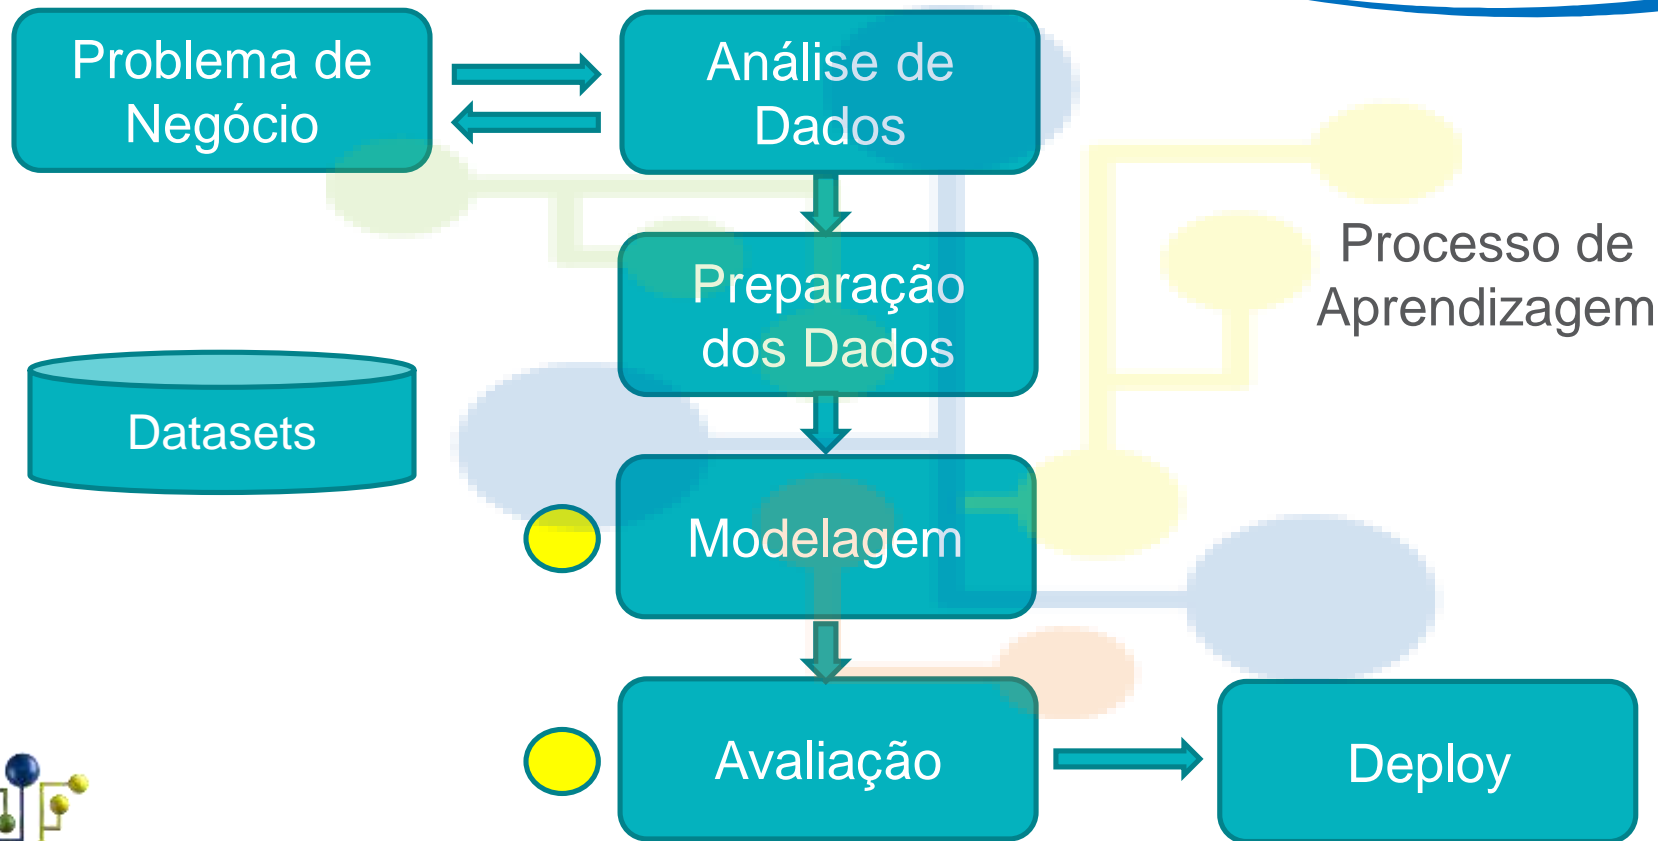 Problema de
Negócio
Análise de
Dados
Preparação
dos Dados
Processo de
Aprendizagem
Datasets
Modelagem
Avaliação
Deploy